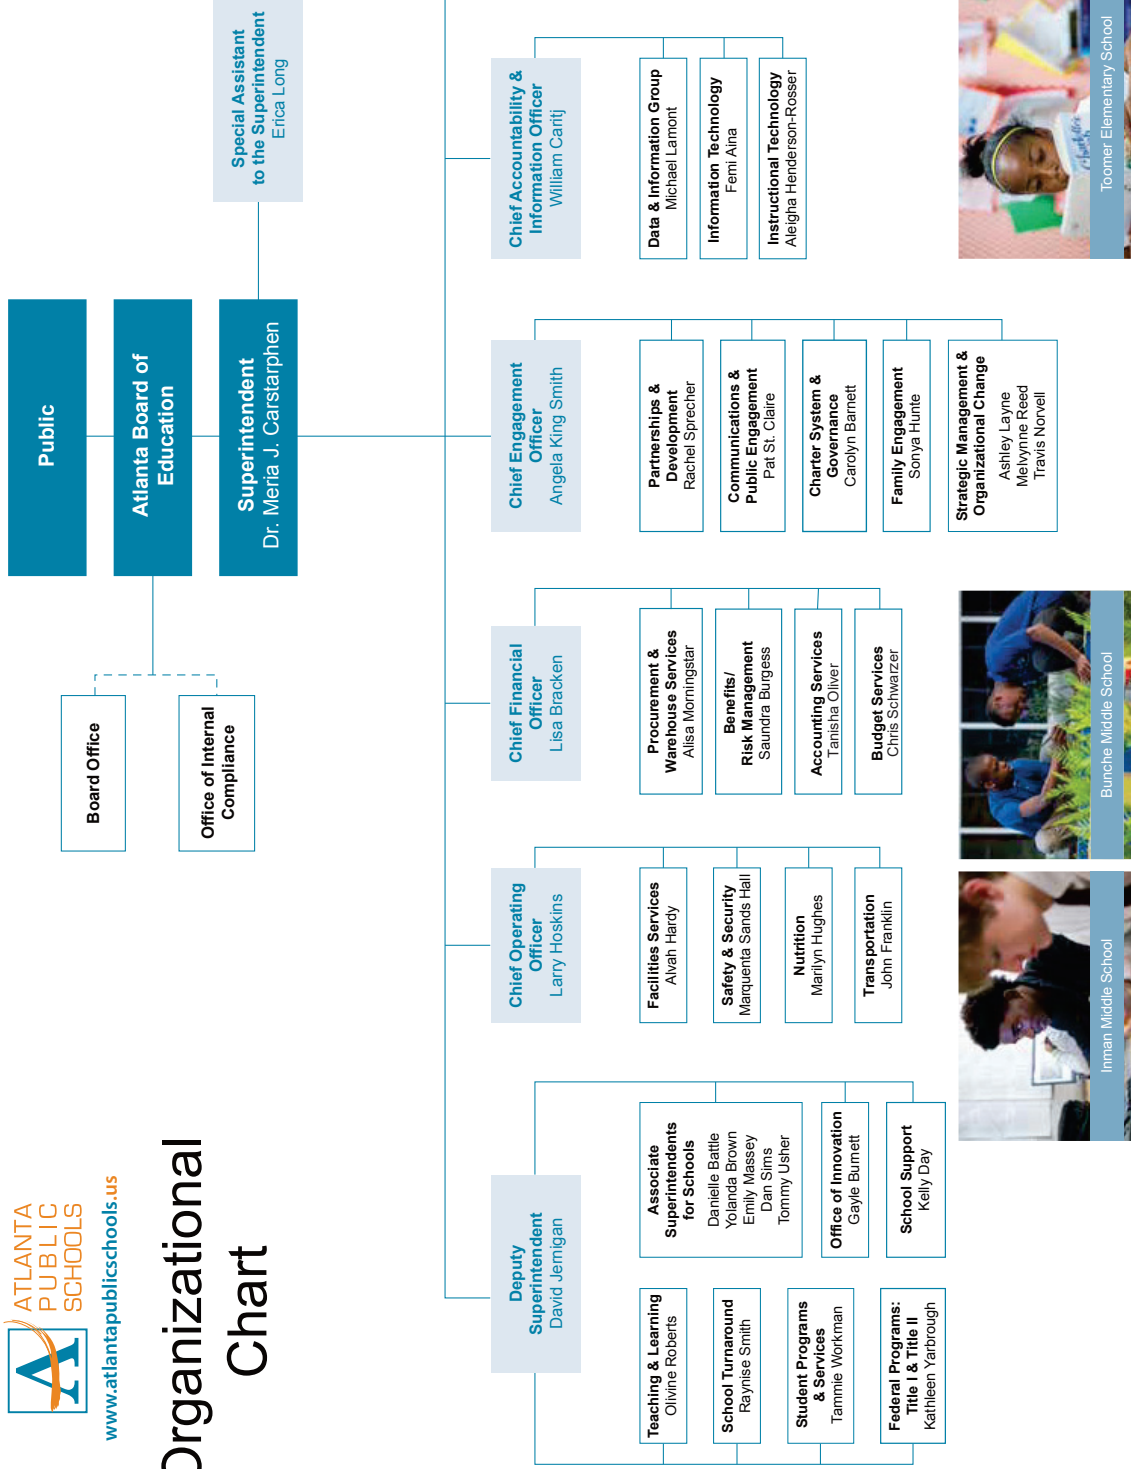 ATLANTA
PUBLIC
SCHOOLS
www.atlantapublicschools.us
Organizational
Chart
Public
Atlanta Board of
Education
Superintendent
Dr. Meria J. Carstarphen
Special Assistant
to the Superintendent
Erica Long
Board Office
Office of Internal
Compliance
Deputy
Superintendent
David Jernigan
Teaching & Learning
Olivine Roberts
School Turnaround
Raynise Smith
Student Programs
& Services
Tammie Workman
Federal Programs:
Title I & Title II
Kathleen Yarbrough
Associate
Superintendents
for Schools
Danielle Battle
Yolanda Brown
Emily Massey
Dan Sims
Tommy Usher
Office of Innovation
Gayle Burnett
School Support
Kelly Day
Chief Operating
Officer
Larry Hoskins
Facilities Services
Alvah Hardy
Safety & Security
Marquenta Sands Hall
Nutrition
Marilyn Hughes
Transportation
John Franklin
Chief Financial
Officer
Lisa Bracken
Procurement &
Warehouse Services
Alisa Morningstar
Benefits/
Risk Management
Saundra Burgess
Accounting Services
Tanisha Oliver
Budget Services
Chris Schwarzer
Chief Engagement
Officer
Angela King Smith
Partnerships &
Development
Rachel Sprecher
Communications &
Public Engagement
Pat St. Claire
Charter System &
Governance
Carolyn Barnett
Family Engagement
Sonya Hunte
Strategic Management &
Organizational Change
Ashley Layne
Melvynne Reed
Travis Norvell
Chief Accountability &
Information Officer
William Caritj
Data & Information Group
Michael Lamont
Information Technology
Femi Aina
Instructional Technology
Aleigha Henderson-Rosser
Inman Middle School
Bunche Middle School
Toomer Elementary School